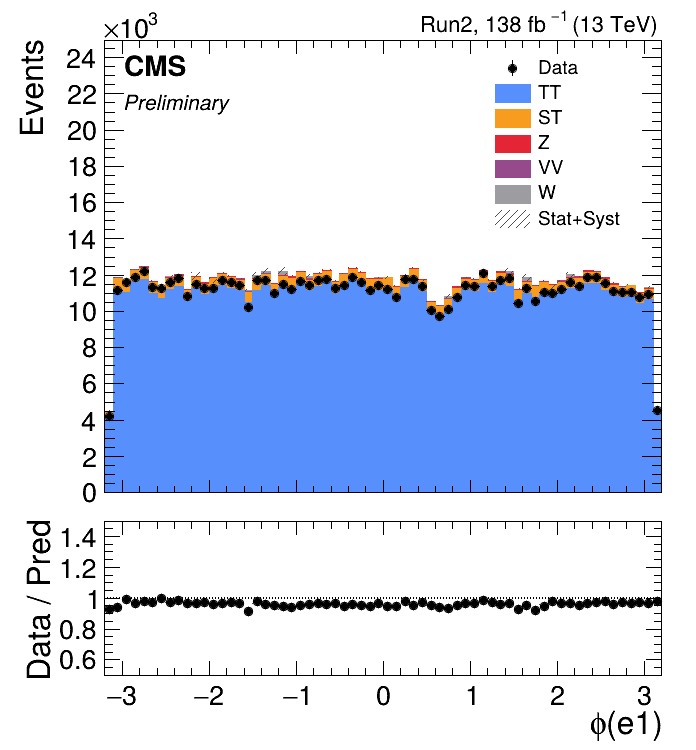 ×10³
Run2, 138 fb⁻¹ (13 TeV)
Events
24
22
20
18
16
14
12
10
8
6
4
2
0
CMS
Preliminary
Data
TT
ST
Z
VV
W
Stat+Syst
Data / Pred
1.4
1.2
1
0.8
0.6
−3
−2
−1
0
1
2
3
ϕ(e1)